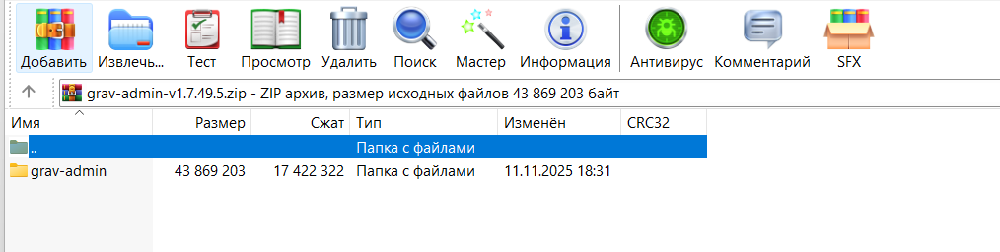 Добавить Извлечь... Тест Просмотр Удалить Поиск Мастер Информация Антивирус Комментарий SFX
grav-admin-v1.7.49.5.zip - ZIP архив, размер исходных файлов 43 869 203 байт
Имя Размер Сжат Тип Изменён CRC32
.. Папка с файлами
grav-admin 43 869 203 17 422 322 Папка с файлами 11.11.2025 18:31